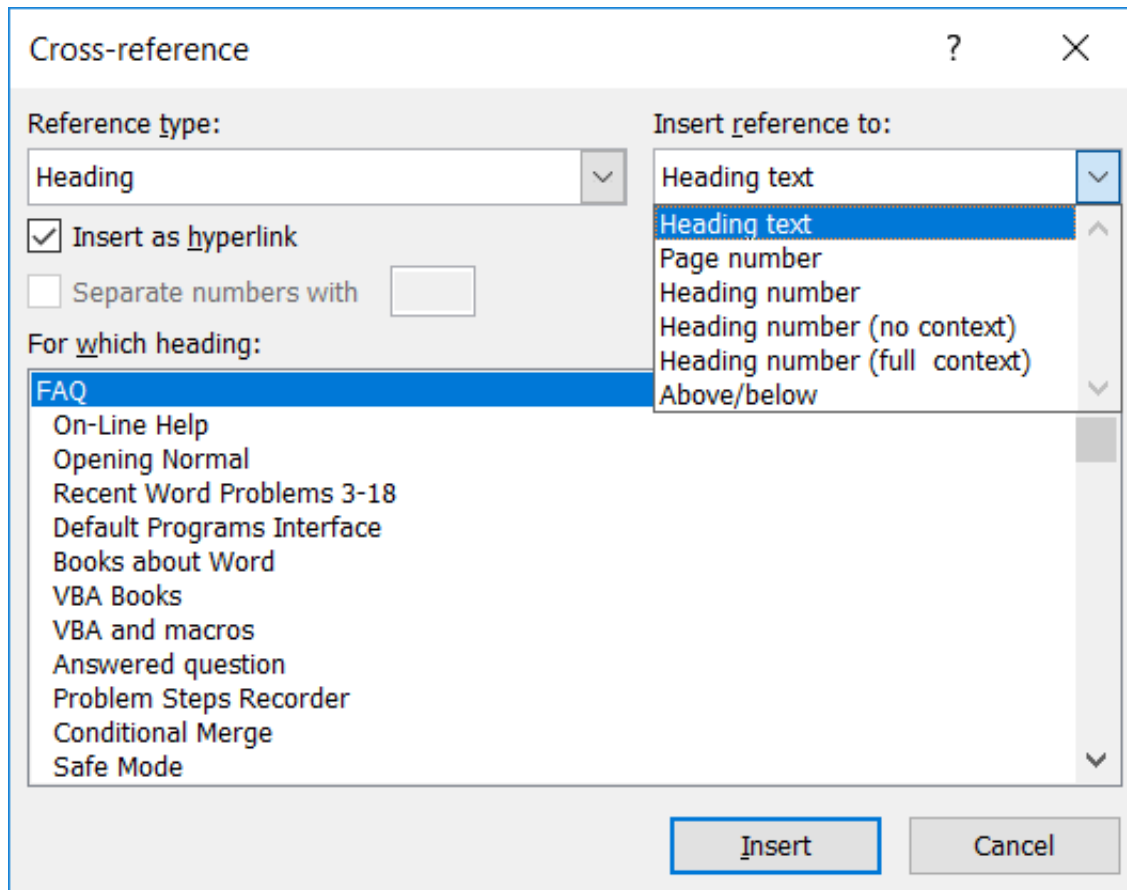 Cross-reference ?
Reference type:
Heading
Insert as hyperlink
Separate numbers with
Insert reference to:
Heading text
Heading text
Page number
Heading number
Heading number (no context)
Heading number (full  context)
Above/below
For which heading:
FAQ
On-Line Help
Opening Normal
Recent Word Problems 3-18
Default Programs Interface
Books about Word
VBA Books
VBA and macros
Answered question
Problem Steps Recorder
Conditional Merge
Safe Mode
Insert
Cancel